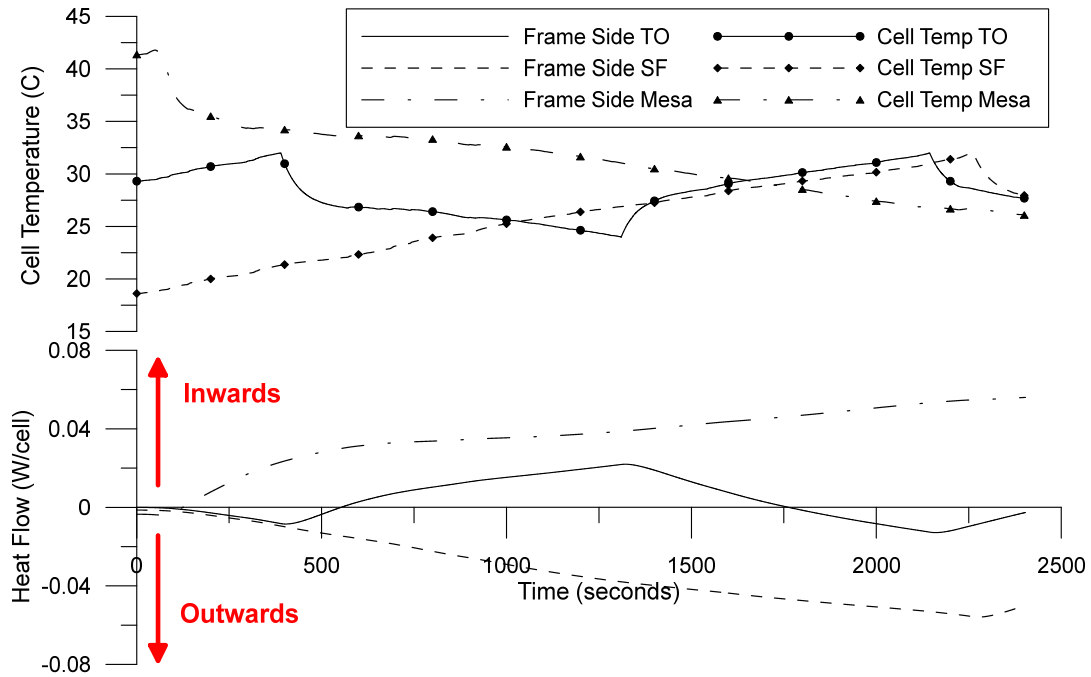 45
40
35
30
25
20
15
Cell Temperature (C)
Frame Side TO
Cell Temp TO
Frame Side SF
Cell Temp SF
Frame Side Mesa
Cell Temp Mesa
0.08
0.04
0
-0.04
-0.08
Heat Flow (W/cell)
Inwards
Outwards
0
500
1000
1500
2000
2500
Time (seconds)